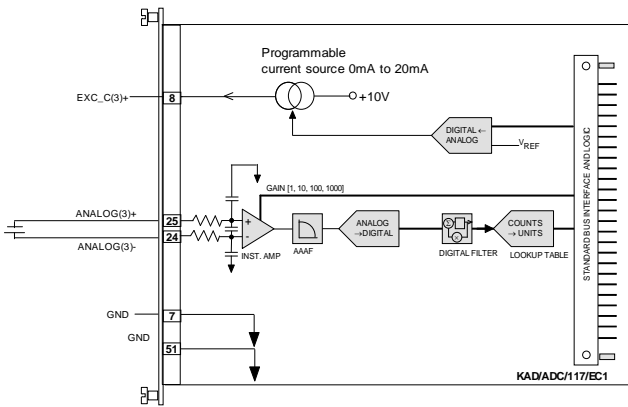 Programmable
current source 0mA to 20mA
EXC_C(3)+
8
+10V
DIGITAL ←
ANALOG
VREF
GAIN [1, 10, 100, 1000]
ANALOG(3)+
25
+
24
-
ANALOG(3)-
INST. AMP
AAAF
ANALOG
→DIGITAL
Σ
X
DIGITAL FILTER
COUNTS
→ UNITS
LOOKUP TABLE
STANDARD BUS INTERFACE AND LOGIC
GND
7
GND
51
KAD/ADC/117/EC1